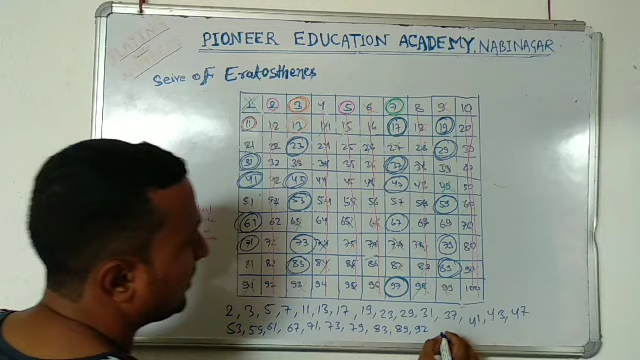 PIONEER EDUCATION ACADEMY, NABINAGAR
Seive of Eratosthenes
1 2 3 4 5 6 7 8 9 10
11 12 13 14 15 16 17 18 19 20
21 22 23 24 25 26 27 28 29 30
31 32 33 34 35 36 37 38 39 40
41 42 43 44 45 46 47 48 49 50
51 52 53 54 55 56 57 58 59 60
61 62 63 64 65 66 67 68 69 70
71 72 73 74 75 76 77 78 79 80
81 82 83 84 85 86 87 88 89 90
91 92 93 94 95 96 97 98 99 100
2, 3, 5, 7, 11, 13, 17, 19, 23, 29, 31, 37, 41, 43, 47
53, 59, 61, 67, 71, 73, 79, 83, 89, 92